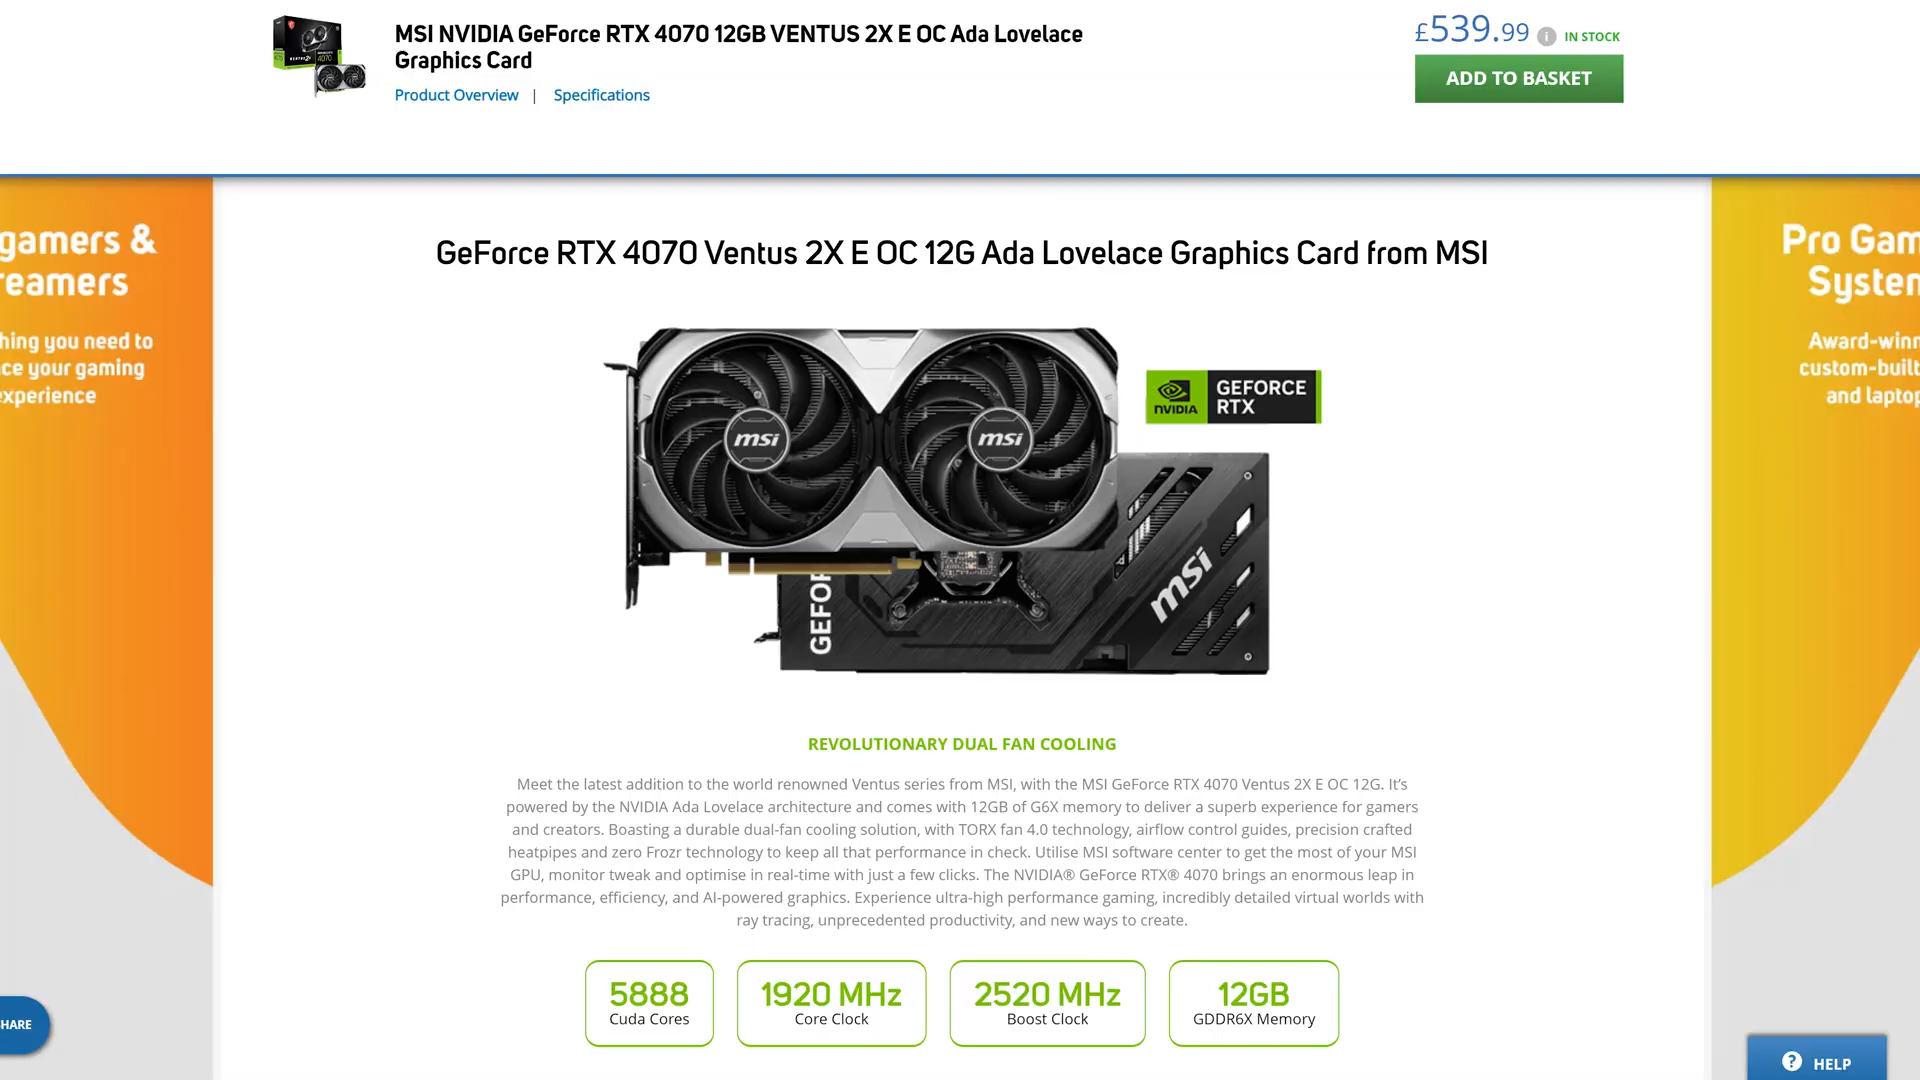 MSI NVIDIA GeForce RTX 4070 12GB VENTUS 2X E OC Ada Lovelace
Graphics Card
Product Overview | Specifications
£539.99 i IN STOCK
ADD TO BASKET
gamers &
reamers
hing you need to
ce your gaming
experience
Pro Gam
System
Award-winn
custom-built
and laptop
GeForce RTX 4070 Ventus 2X E OC 12G Ada Lovelace Graphics Card from MSI
msi
msi
NVIDIA
GEFORCE
RTX
msi
GEFOR
REVOLUTIONARY DUAL FAN COOLING
Meet the latest addition to the world renowned Ventus series from MSI, with the MSI GeForce RTX 4070 Ventus 2X E OC 12G. It’s
powered by the NVIDIA Ada Lovelace architecture and comes with 12GB of G6X memory to deliver a superb experience for gamers
and creators. Boasting a durable dual-fan cooling solution, with TORX fan 4.0 technology, airflow control guides, precision crafted
heatpipes and zero Frozr technology to keep all that performance in check. Utilise MSI software center to get the most of your MSI
GPU, monitor tweak and optimise in real-time with just a few clicks. The NVIDIA® GeForce RTX® 4070 brings an enormous leap in
performance, efficiency, and AI-powered graphics. Experience ultra-high performance gaming, incredibly detailed virtual worlds with
ray tracing, unprecedented productivity, and new ways to create.
5888
Cuda Cores
1920 MHz
Core Clock
2520 MHz
Boost Clock
12GB
GDDR6X Memory
HARE
? HELP